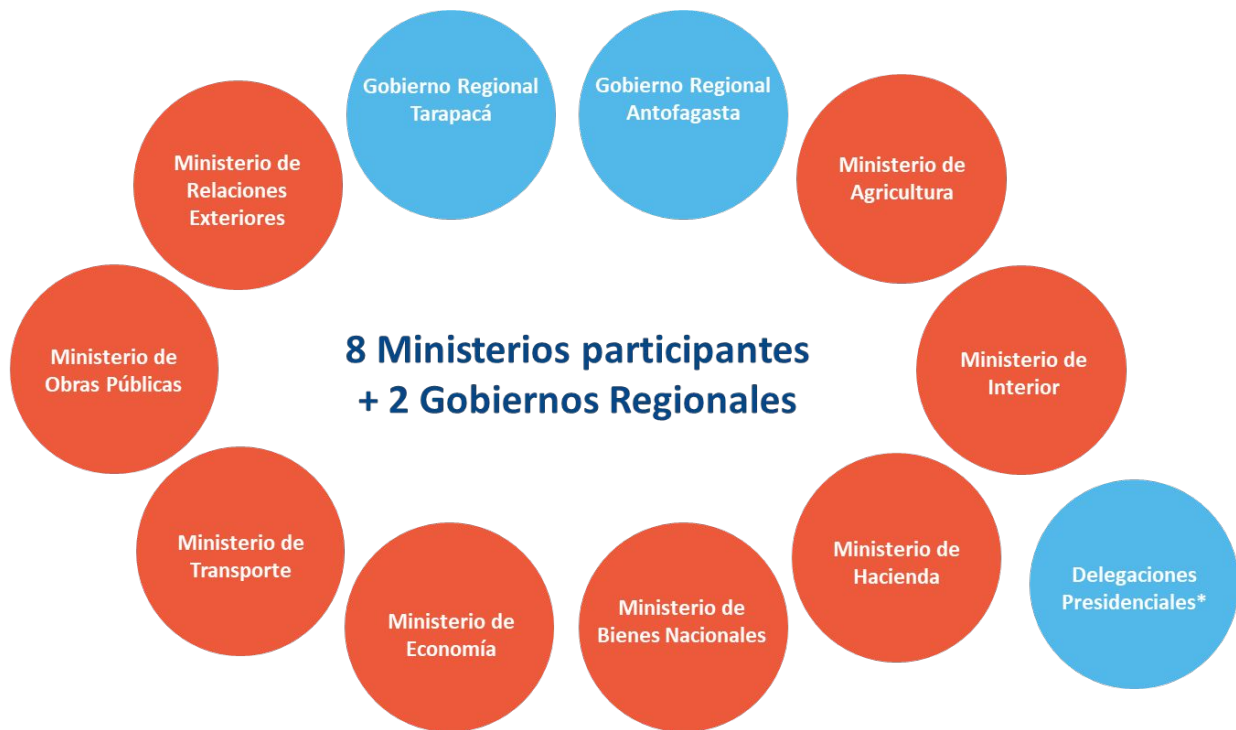 Gobierno Regional
Tarapacá
Gobierno Regional
Antofagasta
Ministerio de
Relaciones
Exteriores
Ministerio de
Agricultura
Ministerio de
Obras Públicas
8 Ministerios participantes
+ 2 Gobiernos Regionales
Ministerio de
Interior
Ministerio de
Transporte
Ministerio de
Economía
Ministerio de
Bienes Nacionales
Ministerio de
Hacienda
Delegaciones
Presidenciales*